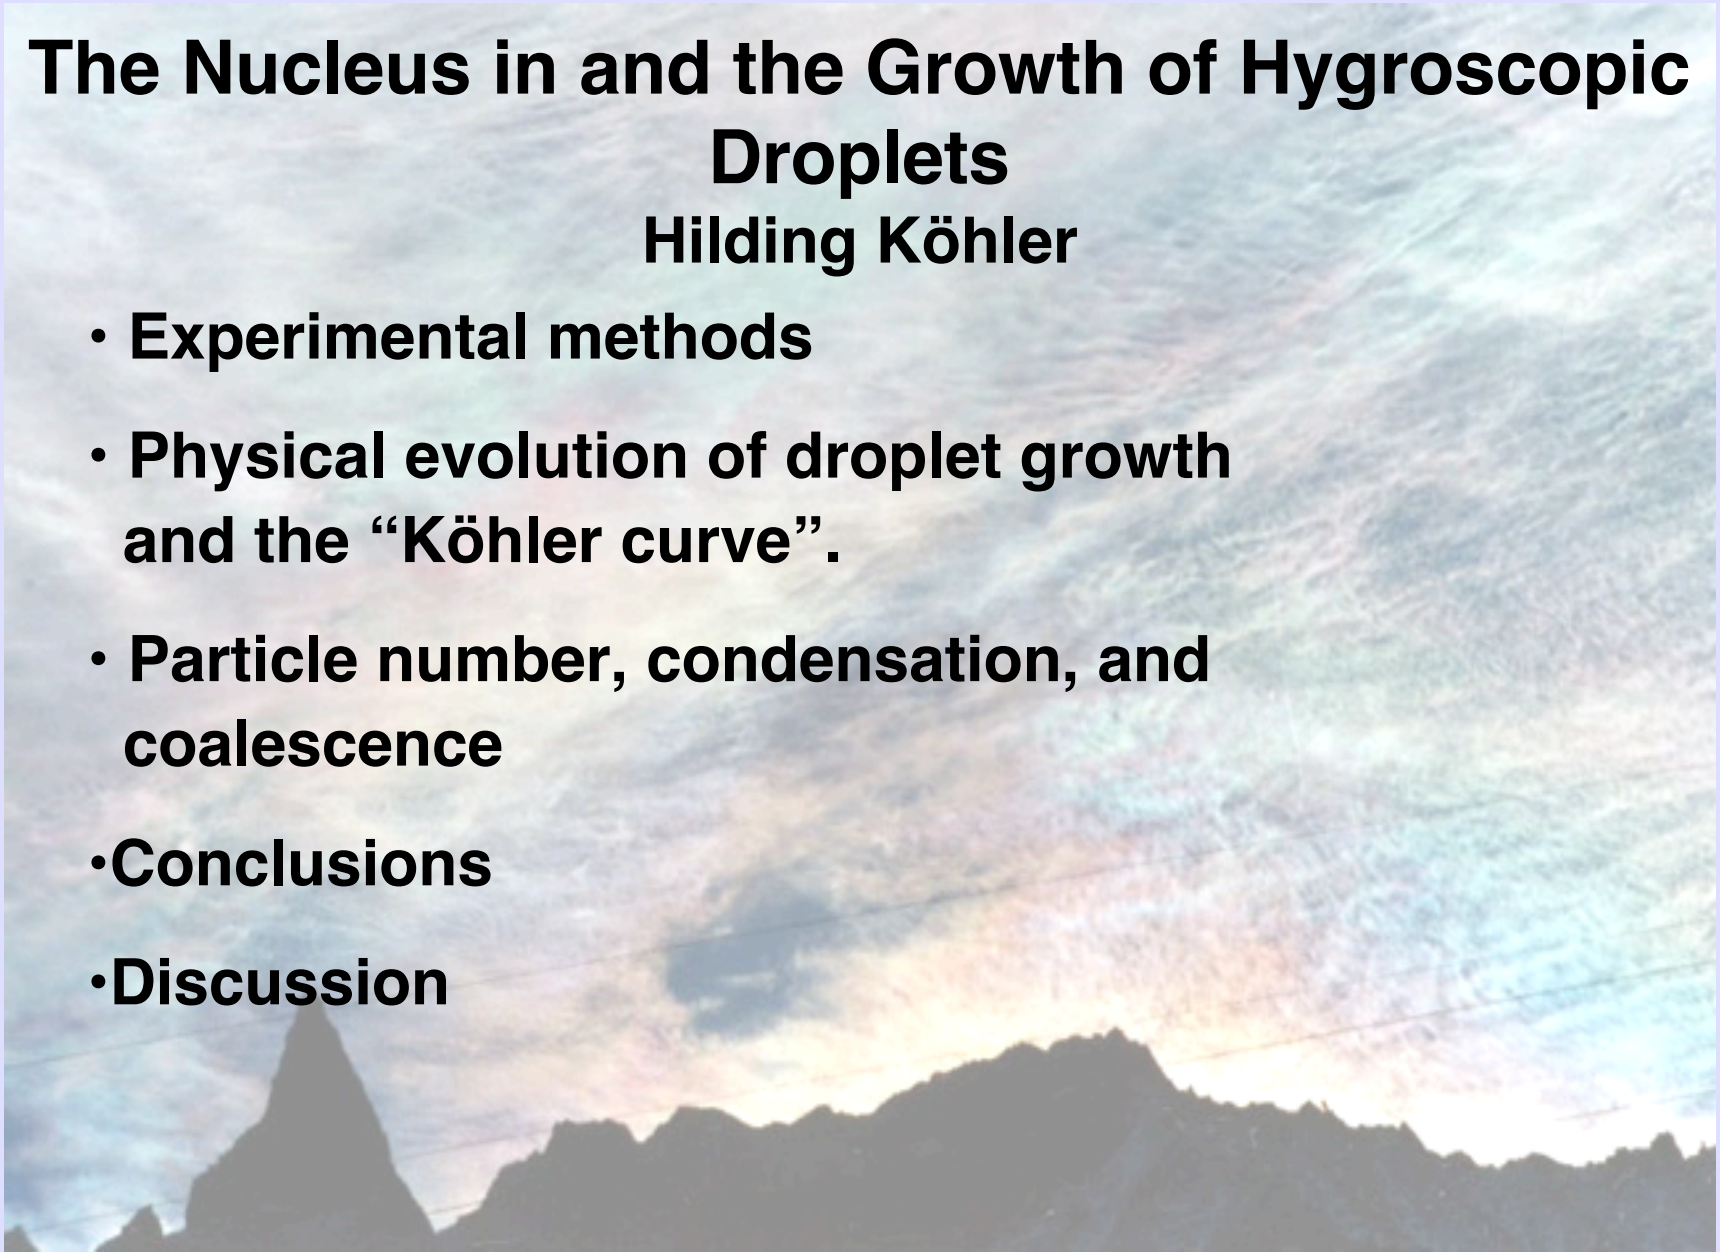 The Nucleus in and the Growth of Hygroscopic
Droplets
Hilding Köhler
• Experimental methods
• Physical evolution of droplet growth
and the “Köhler curve”.
• Particle number, condensation, and
coalescence
•Conclusions
•Discussion